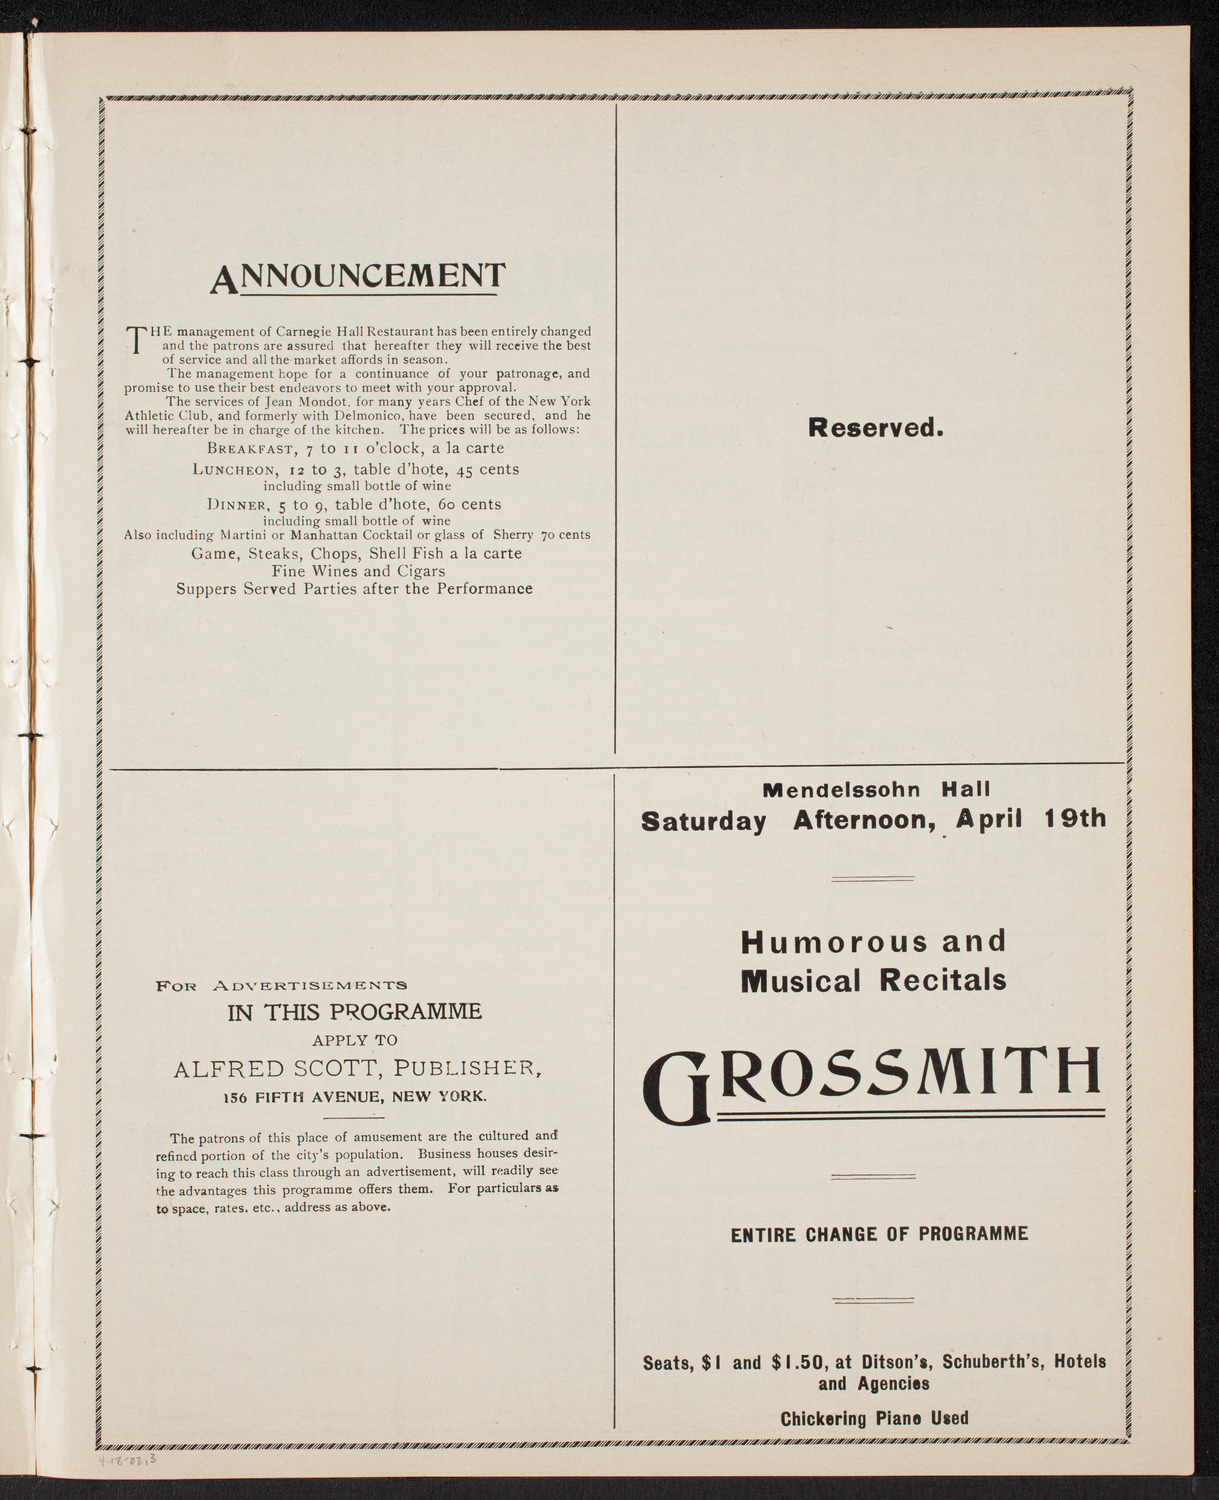 ANNOUNCEMENT
THE management of Carnegie Hall Restaurant has been entirely changed
and the patrons are assured that hereafter they will receive the best
of service and all the market affords in season.
The management hope for a continuance of your patronage, and
promise to use their best endeavors to meet with your approval.
The services of Jean Mondot. for many years Chef of the New York
Athletic Club, and formerly with Delmonico, have been secured, and he
will hereafter be in charge of the kitchen. The prices will be as follows:
BREAKFAST, 7 to 11 o'clock, a la carte
LUNCHEON, 12 to 3, table d'hote, 45 cents
including small bottle of wine
DINNER, 5 to 9, table d'hote, 60 cents
including small bottle of wine
Also including Martini or Manhattan Cocktail or glass of Sherry 70 cents
Game, Steaks, Chops, Shell Fish a la carte
Fine Wines and Cigars
Suppers Served Parties after the Performance
Reserved.
FOR ADVERTISEMENTS
IN THIS PROGRAMME
APPLY TO
ALFRED SCOTT, PUBLISHER,
156 FIFTH AVENUE, NEW YORK.
The patrons of this place of amusement are the cultured and
refined portion of the city's population. Business houses desir-
ing to reach this class through an advertisement, will readily see
the advantages this programme offers them. For particulars as
to space, rates, etc., address as above.
Mendelssohn Hall
Saturday Afternoon, April 19th
Humorous and
Musical Recitals
GROSSMITH
ENTIRE CHANGE OF PROGRAMME
Seats, $1 and $1.50, at Ditson's, Schuberth's, Hotels
and Agencies
Chickering Piano Used
4-18-02,3